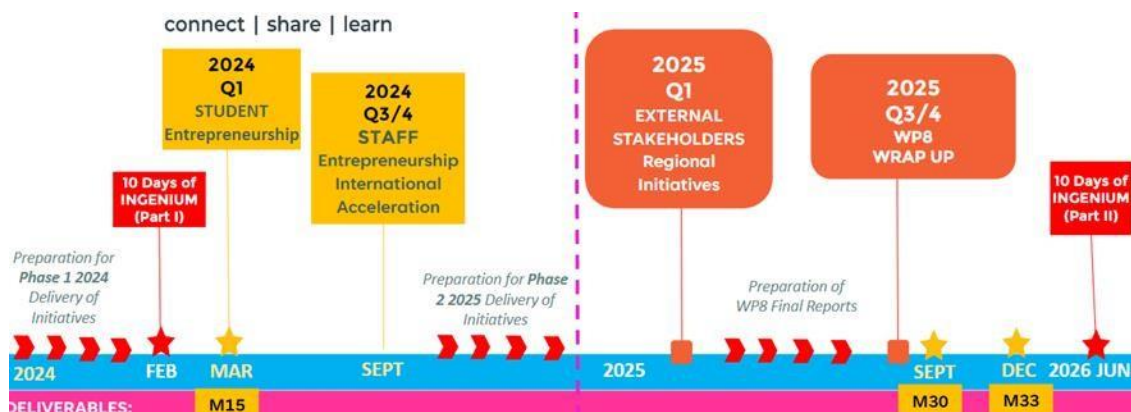 connect | share | learn
2024
Q1
STUDENT
Entrepreneurship
2024
Q3/4
STAFF
Entrepreneurship
International
Acceleration
10 Days of
INGENIUM
(Part I)
Preparation for
Phase 1 2024
Delivery of
Initiatives
Preparation for Phase
2 2025 Delivery of
Initiatives
2025
Q1
EXTERNAL
STAKEHOLDERS
Regional
Initiatives
2025
Q3/4
WP8
WRAP UP
10 Days of
INGENIUM
(Part II)
Preparation of
WP8 Final Reports
2024 FEB MAR SEPT 2025 SEPT DEC 2026 JUN
DELIVERABLES: M15 M30 M33